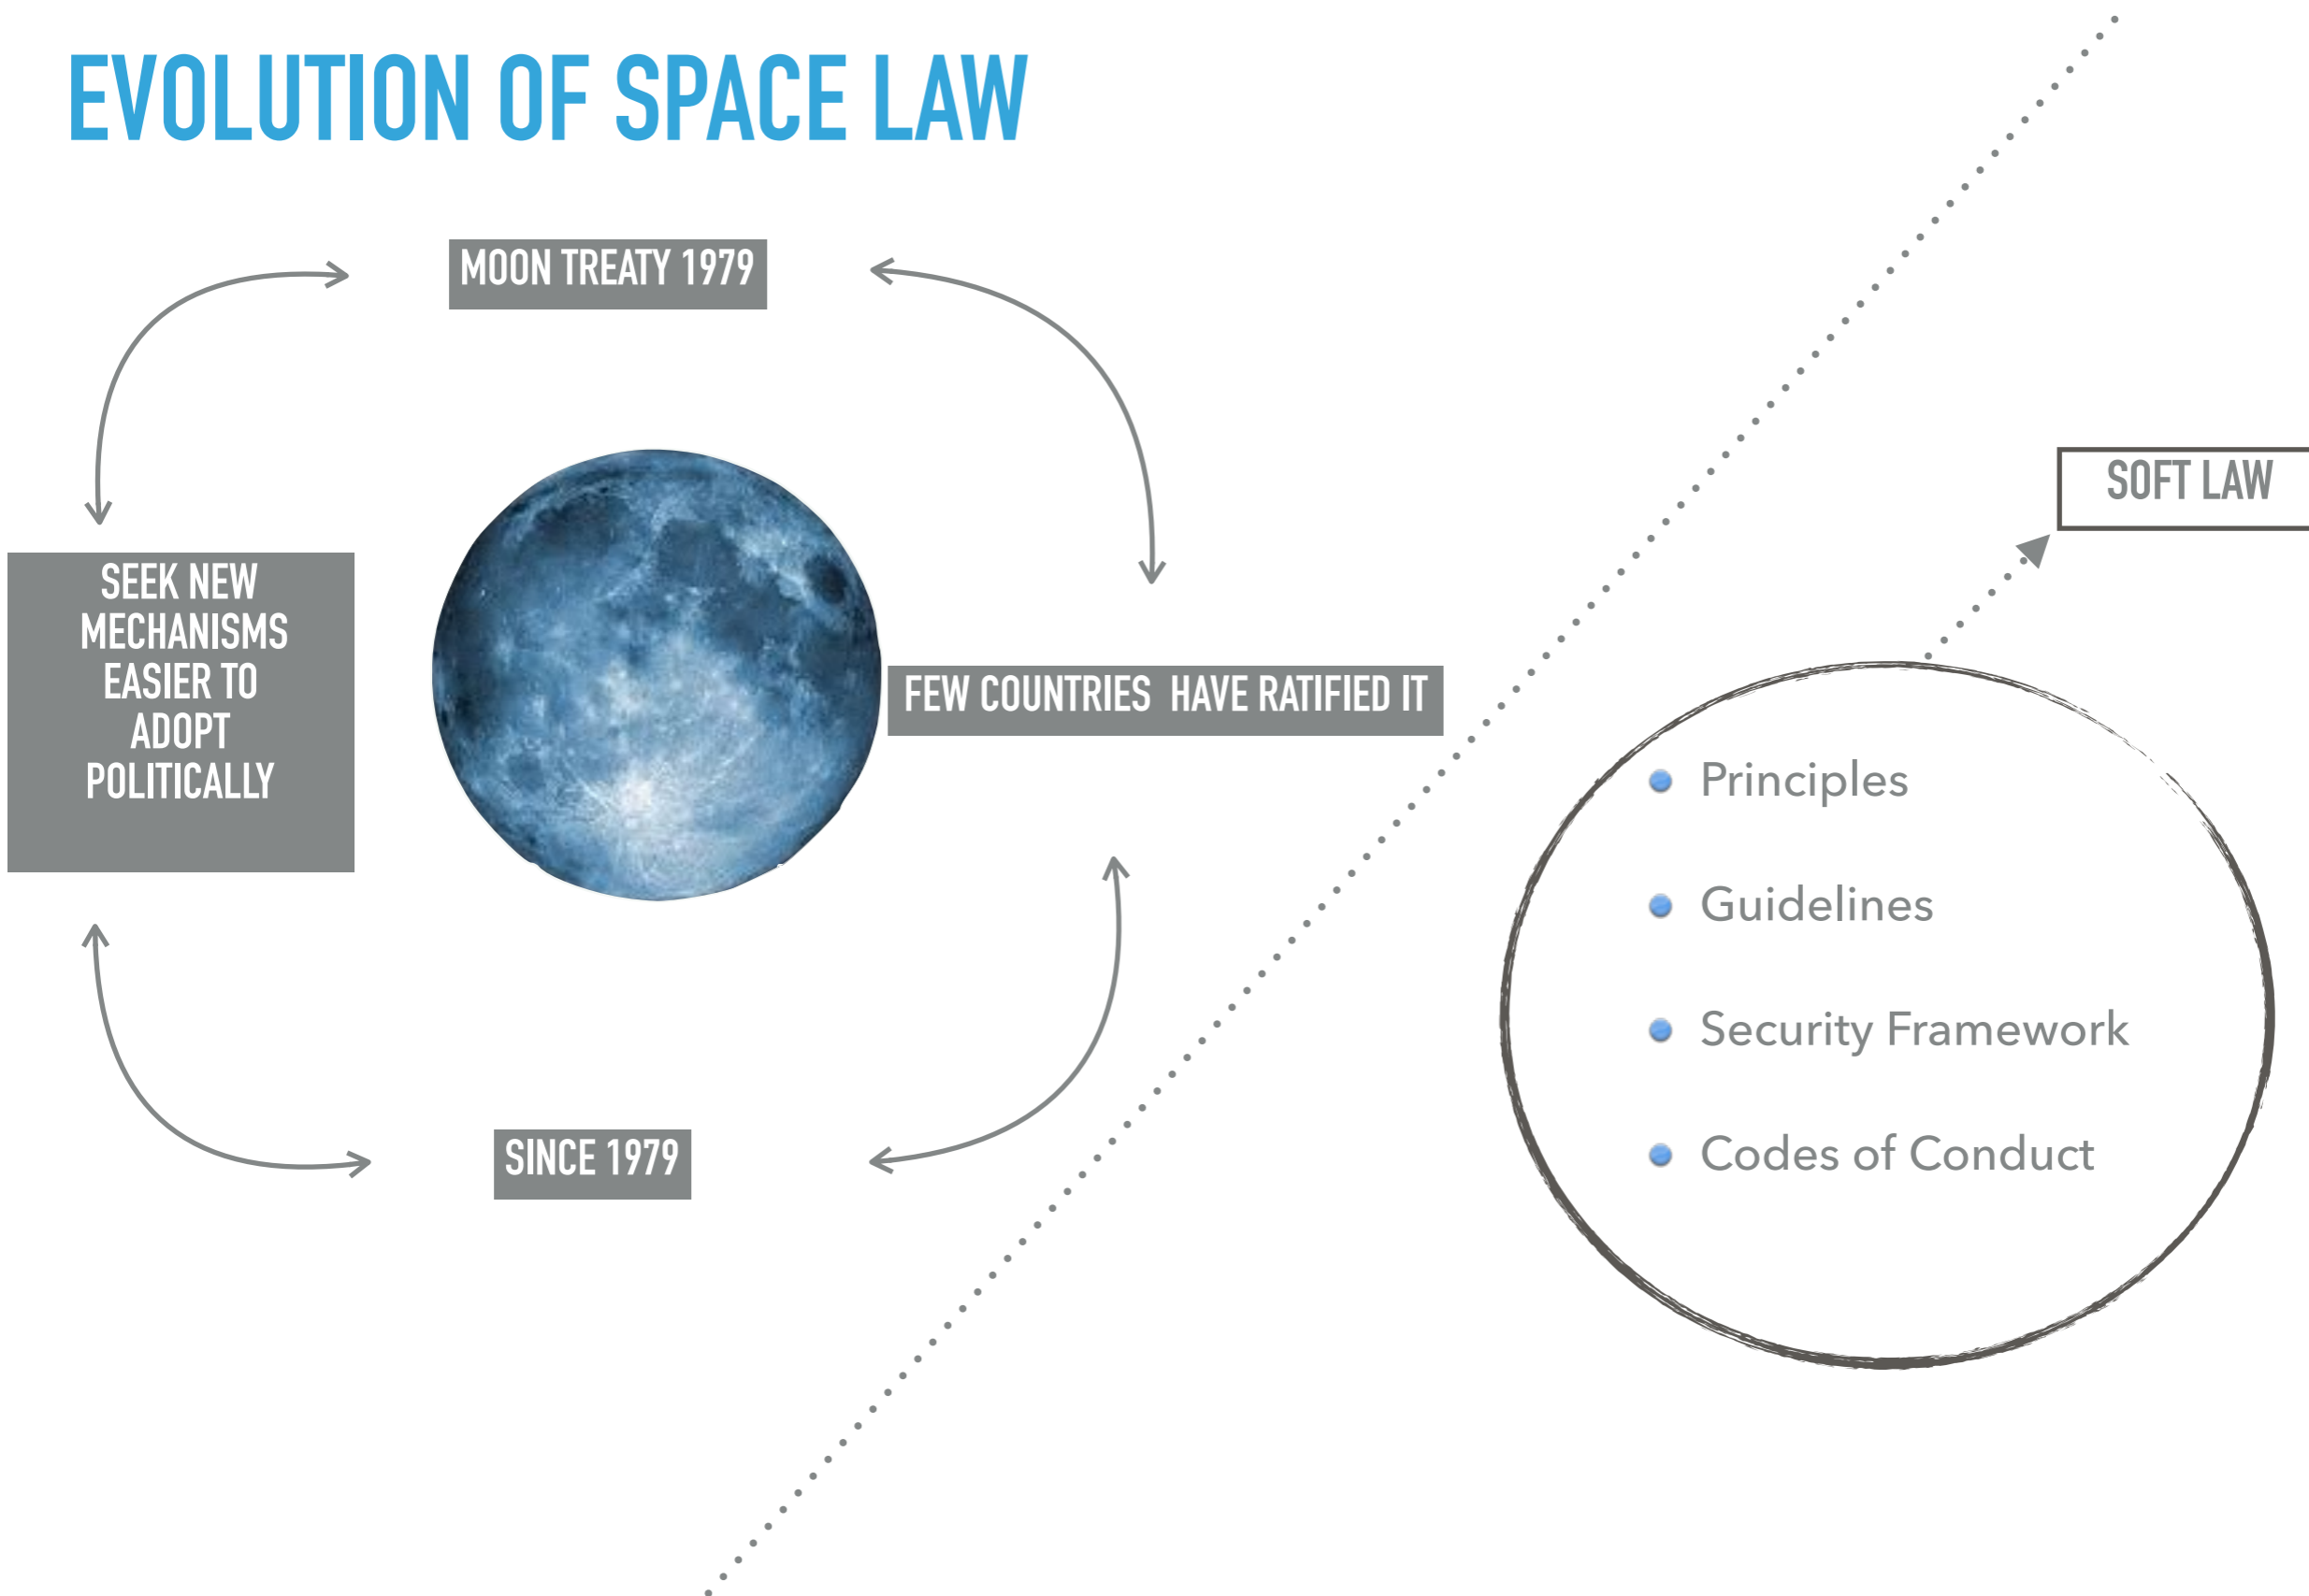 EVOLUTION OF SPACE LAW
MOON TREATY 1979
SEEK NEW
MECHANISMS
EASIER TO
ADOPT
POLITICALLY
FEW COUNTRIES HAVE RATIFIED IT
SINCE 1979
SOFT LAW
Principles
Guidelines
Security Framework
Codes of Conduct